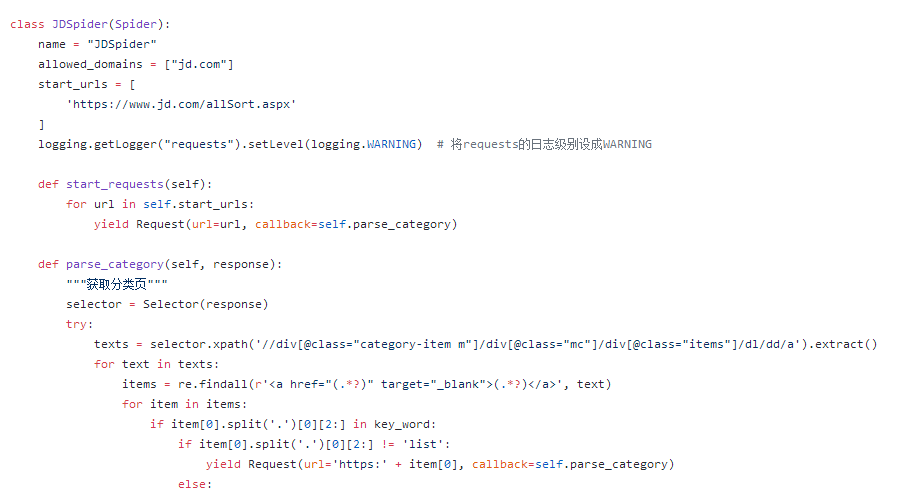 class JDSpider(Spider):
    name = "JDSpider"
    allowed_domains = ["jd.com"]
    start_urls = [
        'https://www.jd.com/allSort.aspx'
    ]
    logging.getLogger("requests").setLevel(logging.WARNING)  # 将requests的日志级别设成WARNING

    def start_requests(self):
        for url in self.start_urls:
            yield Request(url=url, callback=self.parse_category)

    def parse_category(self, response):
        """获取分类页"""
        selector = Selector(response)
        try:
            texts = selector.xpath('//div[@class="category-item m"]/div[@class="mc"]/div[@class="items"]/dl/dd/a').extract()
            for text in texts:
                items = re.findall(r'<a href="(.*?)" target="_blank">(.*?)</a>', text)
                for item in items:
                    if item[0].split('.')[0][2:] in key_word:
                        if item[0].split('.')[0][2:] != 'list':
                            yield Request(url='https:' + item[0], callback=self.parse_category)
                        else: